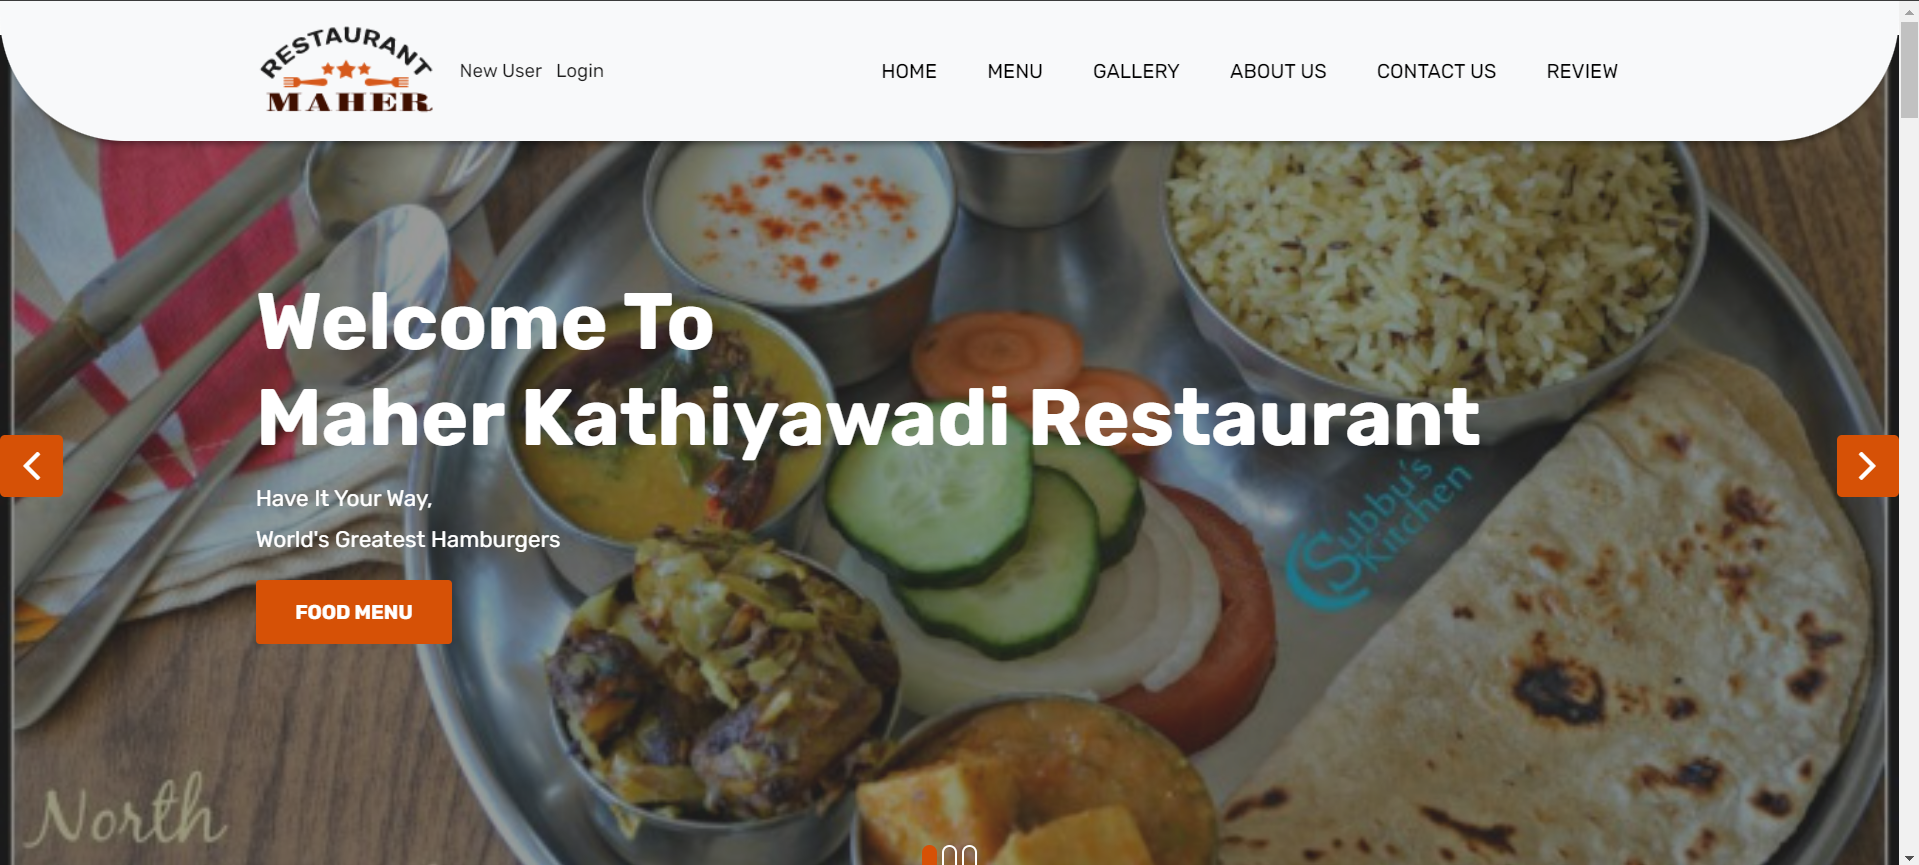 RESTAURANT
MAHER
New User Login
HOME MENU GALLERY ABOUT US CONTACT US REVIEW
Welcome To
Maher Kathiyawadi Restaurant
Have It Your Way,
World's Greatest Hamburgers
FOOD MENU
Subbu's
Kitchen
North